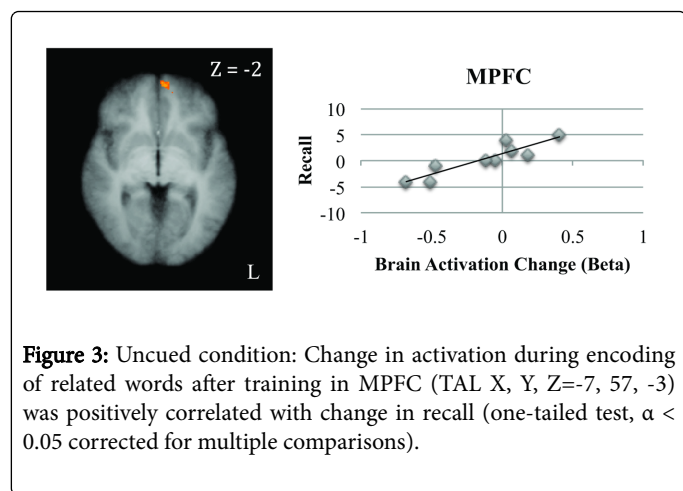 Z = -2
L
MPFC
10
5
0
-5
-10
Recall
-1
-0.5
0
0.5
1
Brain Activation Change (Beta)
Figure 3: Uncued condition: Change in activation during encoding
of related words after training in MPFC (TAL X, Y, Z=-7, 57, -3)
was positively correlated with change in recall (one-tailed test, α <
0.05 corrected for multiple comparisons).